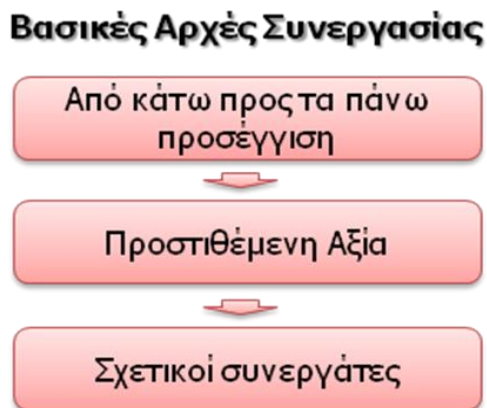 Βασικές Αρχές Συνεργασίας
Από κάτω προς τα πάνω
προσέγγιση
Προστιθέμενη Αξία
Σχετικοί συνεργάτες